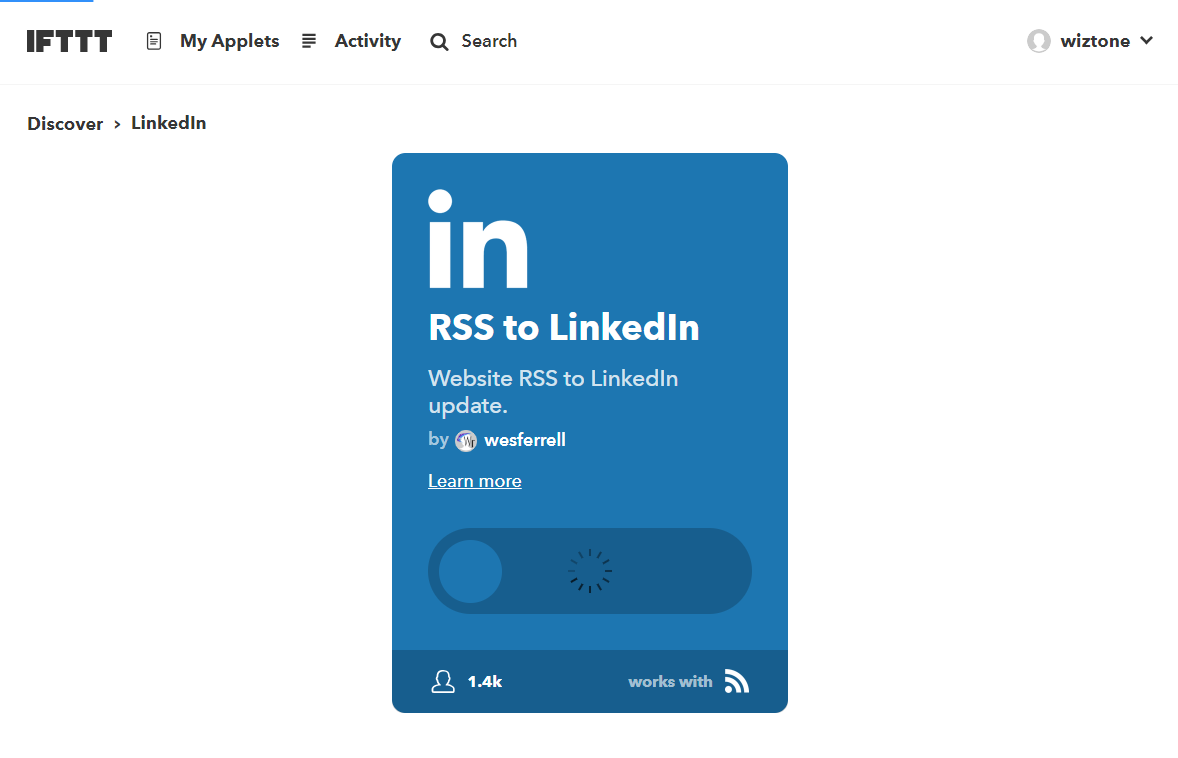 IFTTT My Applets Activity Search wiztone
Discover › LinkedIn
in
RSS to LinkedIn
Website RSS to LinkedIn
update.
by wesferrell
Learn more
1.4k works with